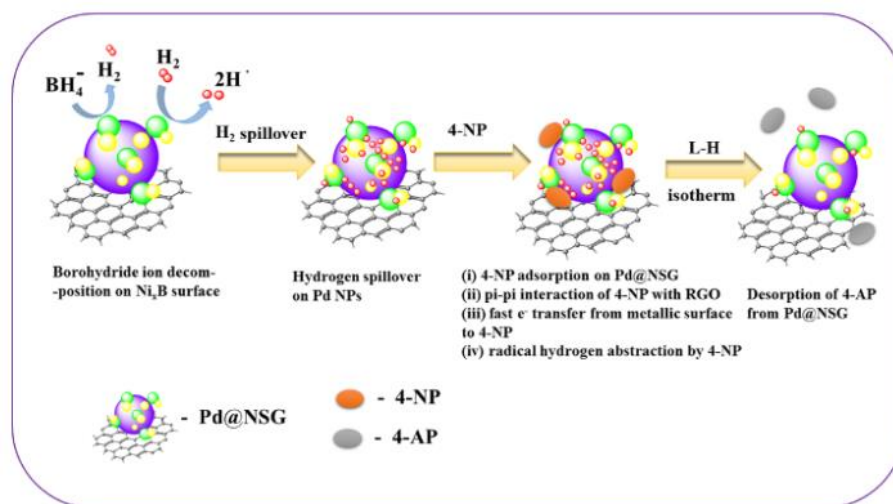 BH₄⁻
H₂
H₂
2H˙
H₂ spillover
4-NP
L-H
isotherm
Borohydride ion decom-
-position on NiₓB surface
Hydrogen spillover
on Pd NPs
(i) 4-NP adsorption on Pd@NSG
(ii) pi-pi interaction of 4-NP with RGO
(iii) fast e⁻ transfer from metallic surface
to 4-NP
(iv) radical hydrogen abstraction by 4-NP
Desorption of 4-AP
from Pd@NSG
- Pd@NSG
- 4-NP
- 4-AP